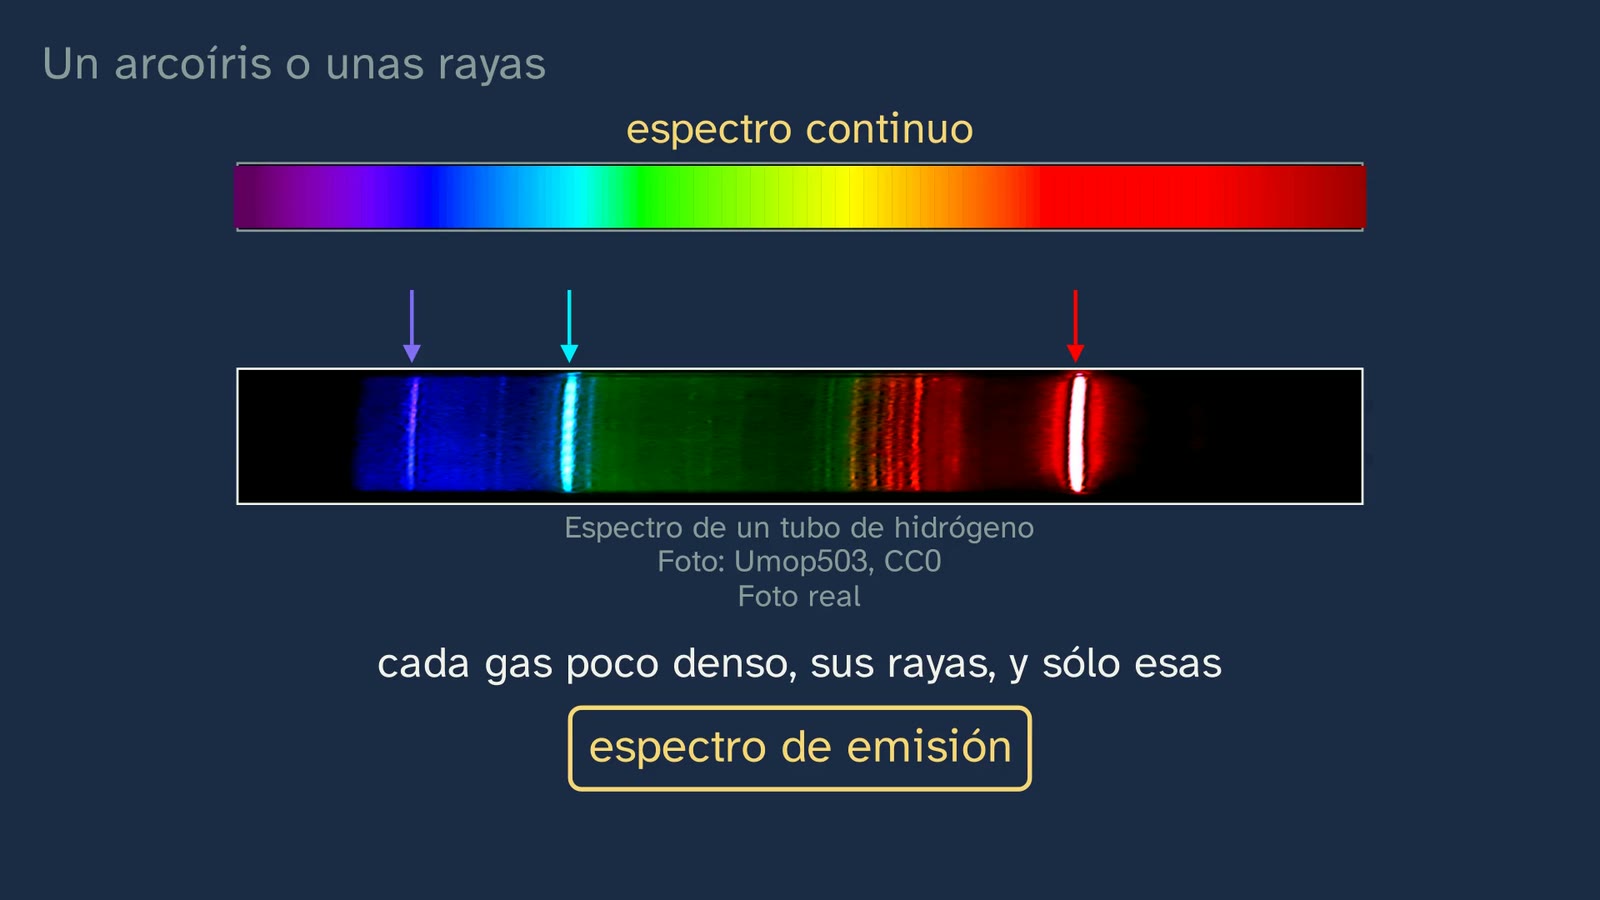 Un arcoíris o unas rayas
espectro continuo
Espectro de un tubo de hidrógeno
Foto: Umop503, CC0
Foto real
cada gas poco denso, sus rayas, y sólo esas
espectro de emisión